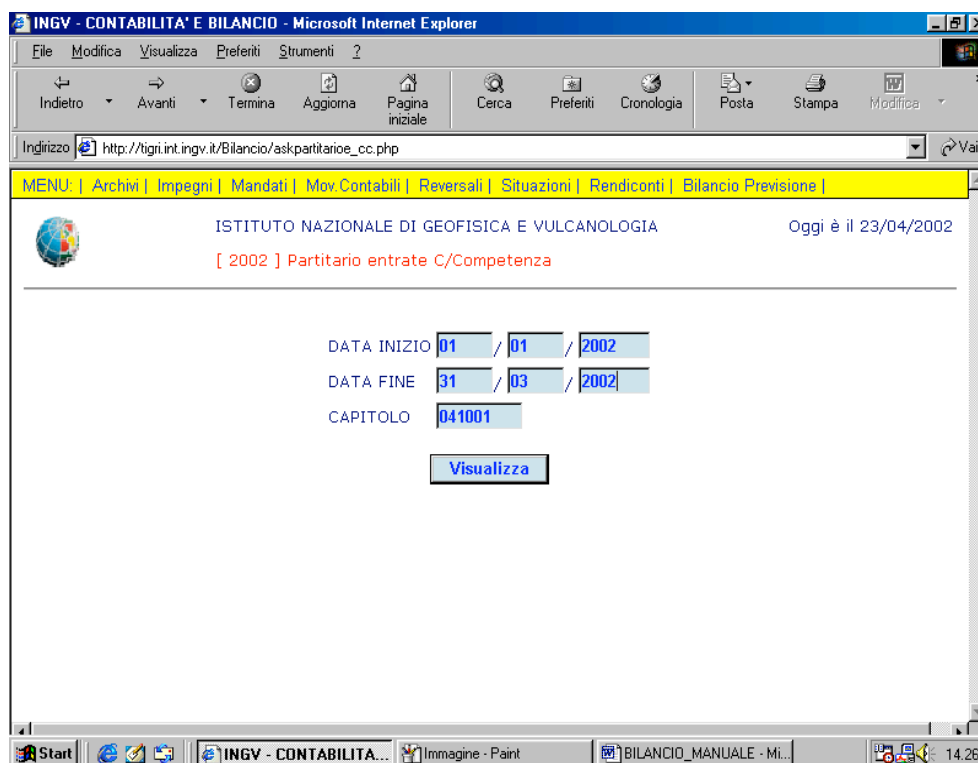 INGV - CONTABILITA' E BILANCIO - Microsoft Internet Explorer
File Modifica Visualizza Preferiti Strumenti ?
Indietro Avanti Termina Aggiorna Pagina iniziale Cerca Preferiti Cronologia Posta Stampa Modifica
Indirizzo http://tigri.int.ingv.it/Bilancio/askpartitarioe_cc.php Vai
MENU: | Archivi | Impegni | Mandati | Mov.Contabili | Reversali | Situazioni | Rendiconti | Bilancio Previsione |
ISTITUTO NAZIONALE DI GEOFISICA E VULCANOLOGIA Oggi è il 23/04/2002
[ 2002 ] Partitario entrate C/Competenza
DATA INIZIO 01 / 01 / 2002
DATA FINE 31 / 03 / 2002
CAPITOLO 041001
Visualizza
Start INGV - CONTABILITA... Immagine - Paint BILANCIO_MANUALE - Mi... 14.26